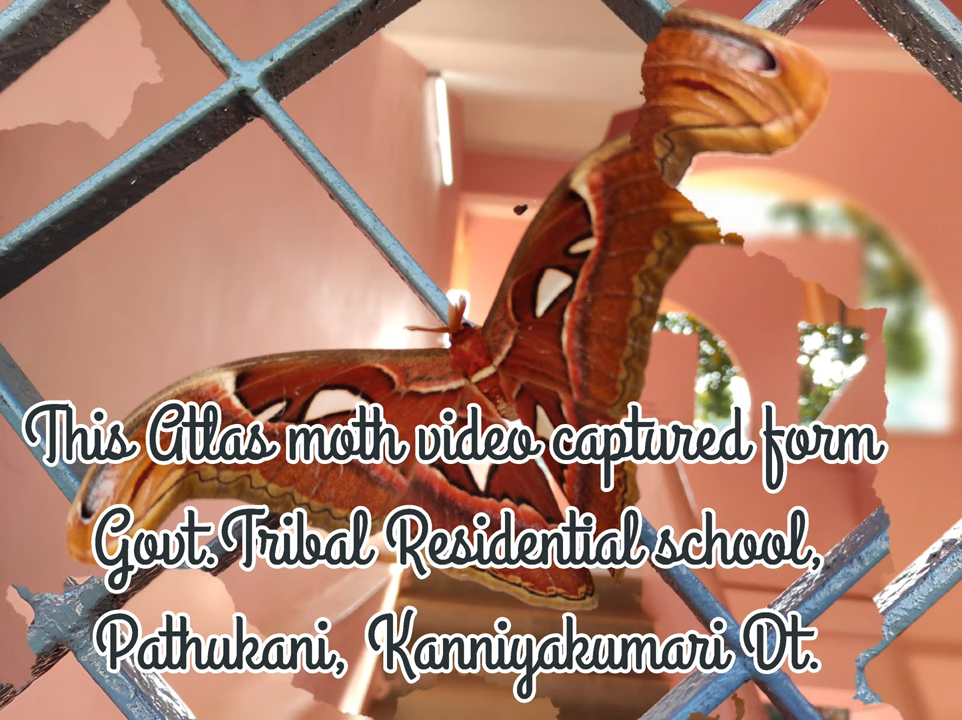 This Atlas moth video captured form
Govt. Tribal Residential school,
Pathukani, Kanniyakumari Dt.